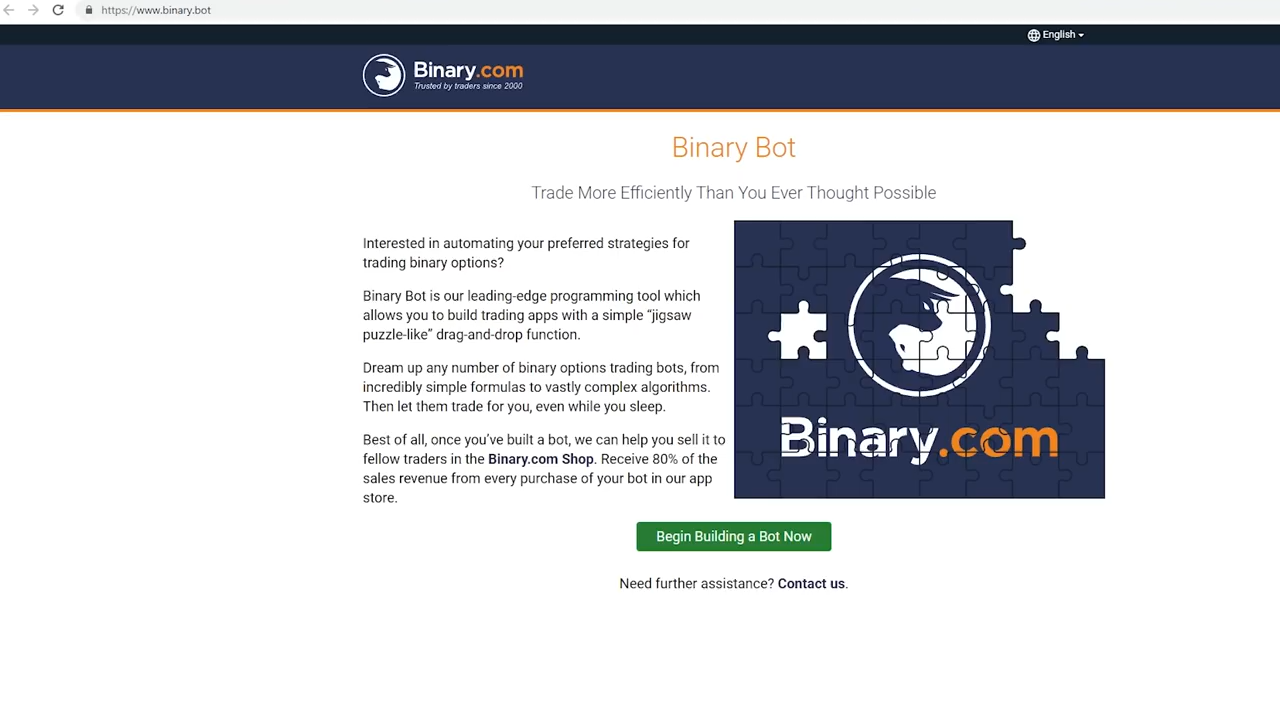 https://www.binary.bot
English
Binary.com
Trusted by traders since 2000
Binary Bot
Trade More Efficiently Than You Ever Thought Possible
Interested in automating your preferred strategies for
trading binary options?
Binary Bot is our leading-edge programming tool which
allows you to build trading apps with a simple “jigsaw
puzzle-like” drag-and-drop function.
Dream up any number of binary options trading bots, from
incredibly simple formulas to vastly complex algorithms.
Then let them trade for you, even while you sleep.
Best of all, once you’ve built a bot, we can help you sell it to
fellow traders in the Binary.com Shop. Receive 80% of the
sales revenue from every purchase of your bot in our app
store.
Binary.com
Begin Building a Bot Now
Need further assistance? Contact us.